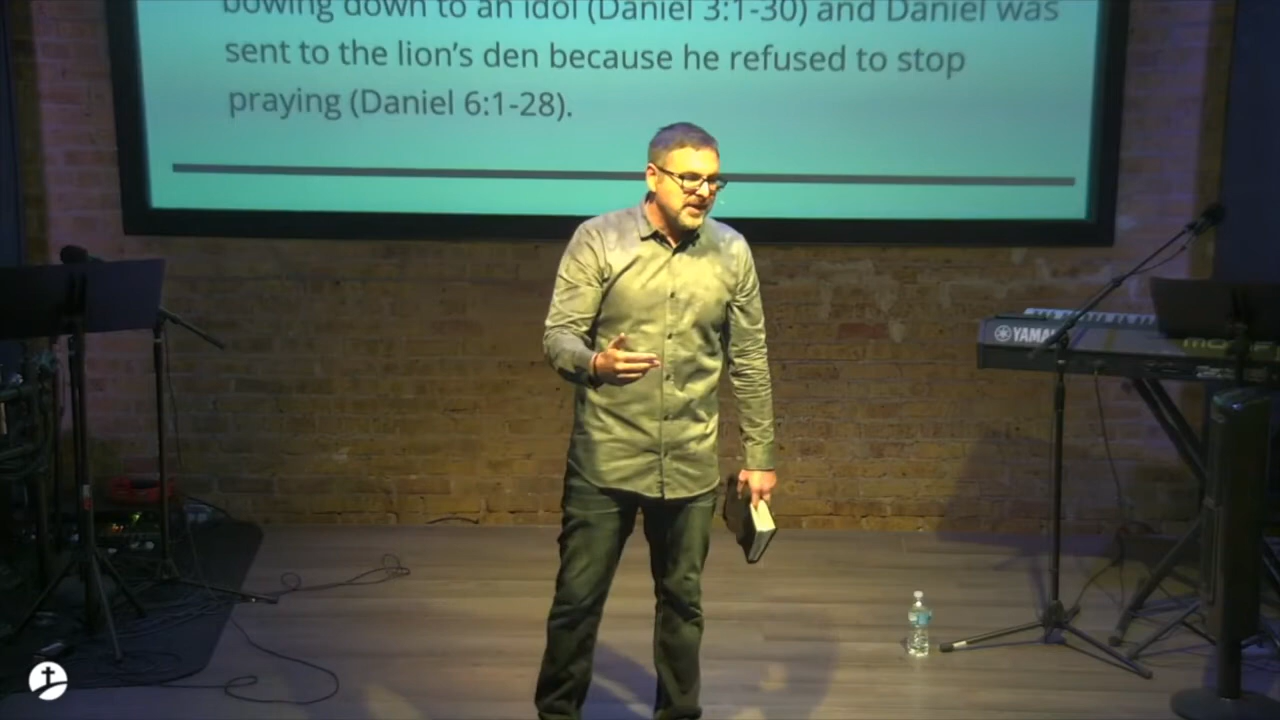 bowing down to an idol (Daniel 3:1-30) and Daniel was
sent to the lion's den because he refused to stop
praying (Daniel 6:1-28).
YAMAHA